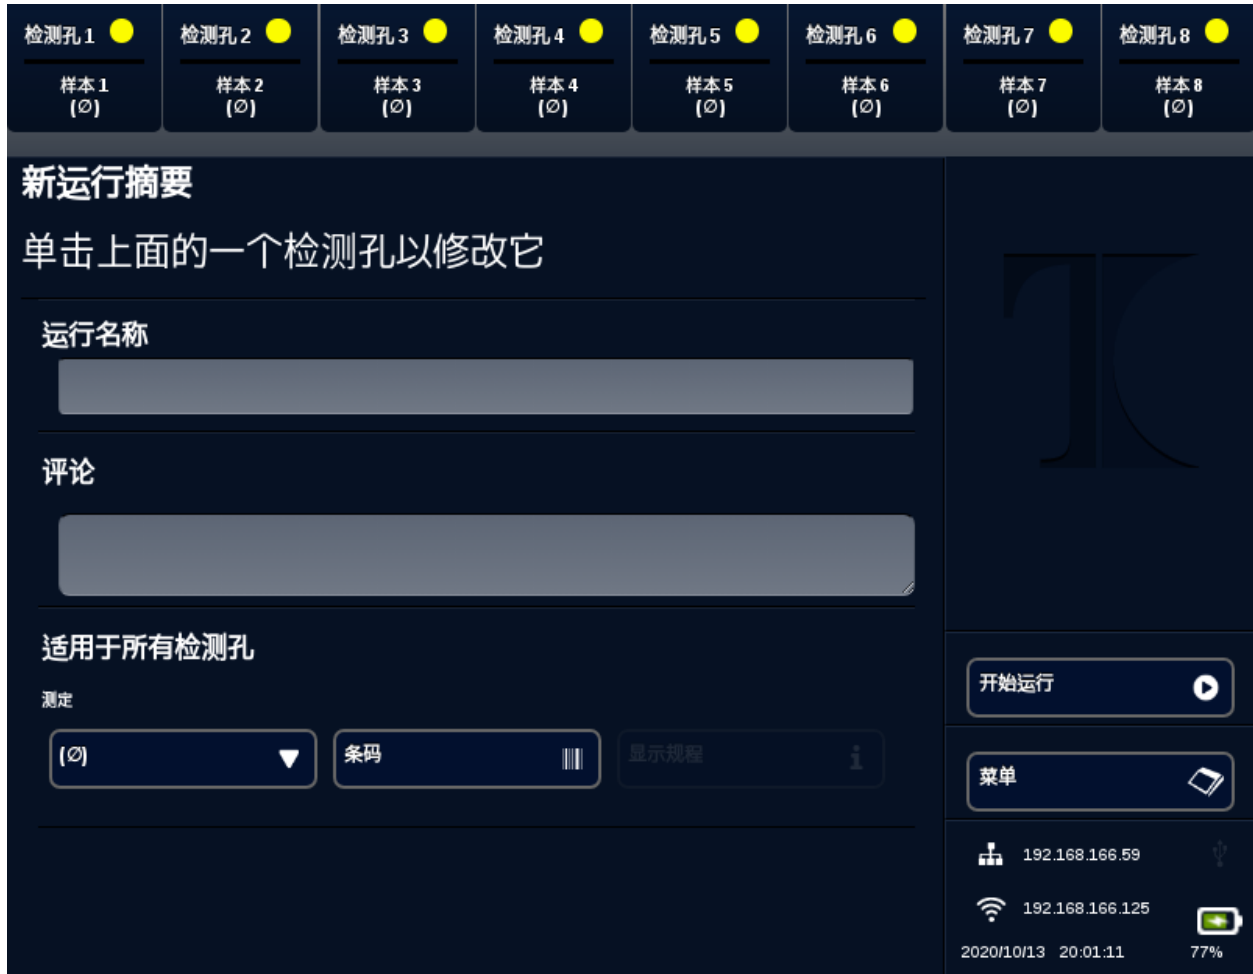 检测孔 1 检测孔 2 检测孔 3 检测孔 4 检测孔 5 检测孔 6 检测孔 7 检测孔 8
样本 1 样本 2 样本 3 样本 4 样本 5 样本 6 样本 7 样本 8
(∅) (∅) (∅) (∅) (∅) (∅) (∅) (∅)
新运行摘要
单击上面的一个检测孔以修改它
运行名称
评论
适用于所有检测孔
测定
(∅) 条码 显示规程
开始运行
菜单
192.168.166.59
192.168.166.125
2020/10/13 20:01:11 77%